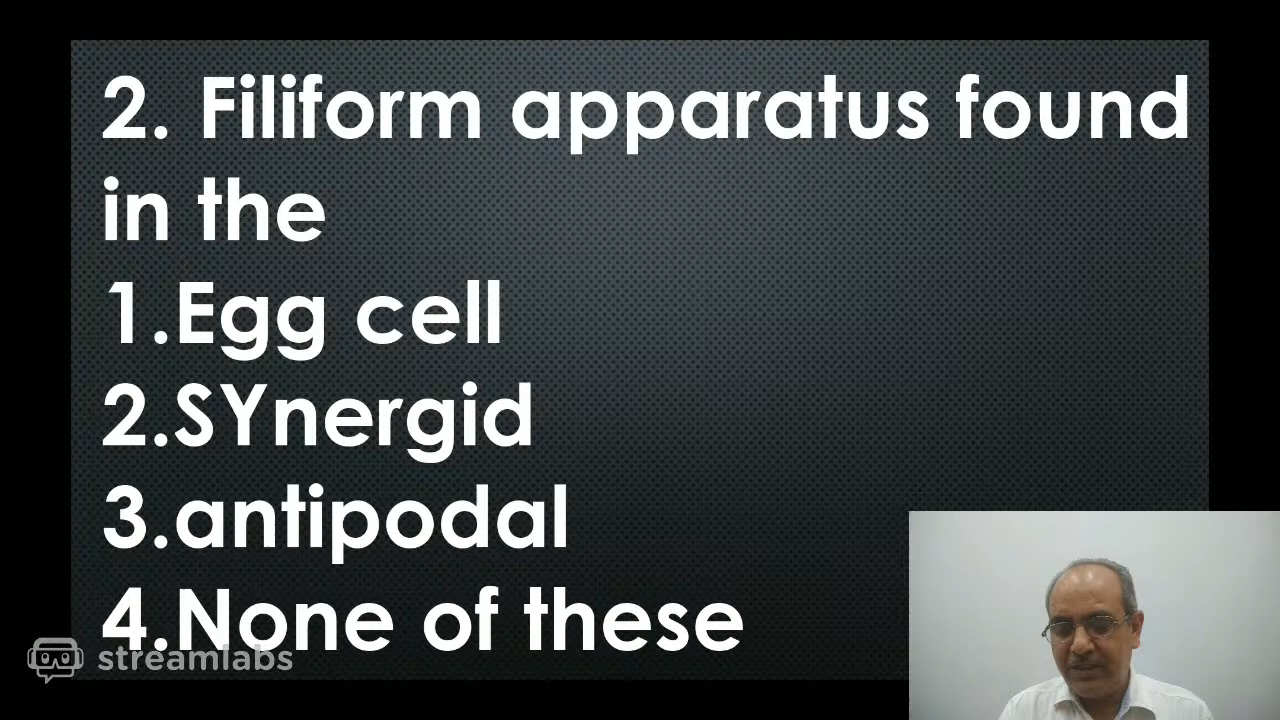 2. Filiform apparatus found
in the
1.Egg cell
2.SYnergid
3.antipodal
4.None of these
streamlabs